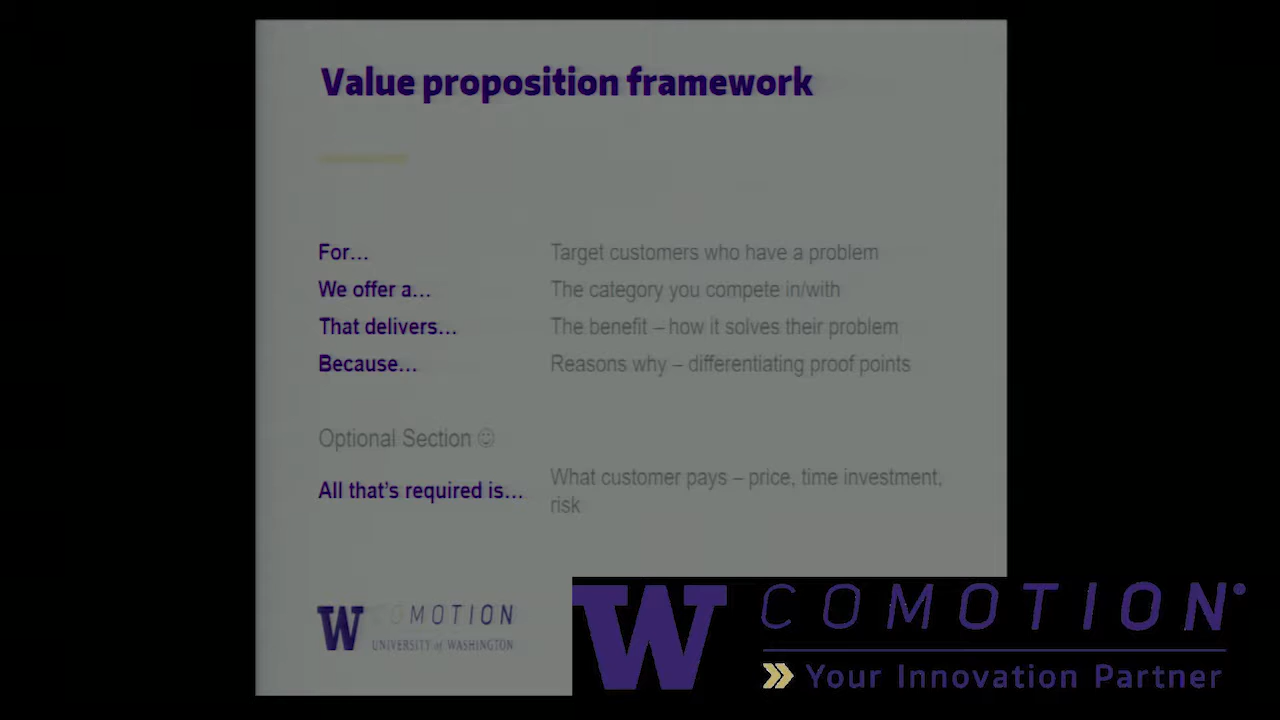 Value proposition framework
For… Target customers who have a problem
We offer a… The category you compete in/with
That delivers… The benefit – how it solves their problem
Because… Reasons why – differentiating proof points
Optional Section ☺
All that's required is… What customer pays – price, time investment,
risk
W COMOTION
UNIVERSITY of WASHINGTON
W COMOTION
Your Innovation Partner